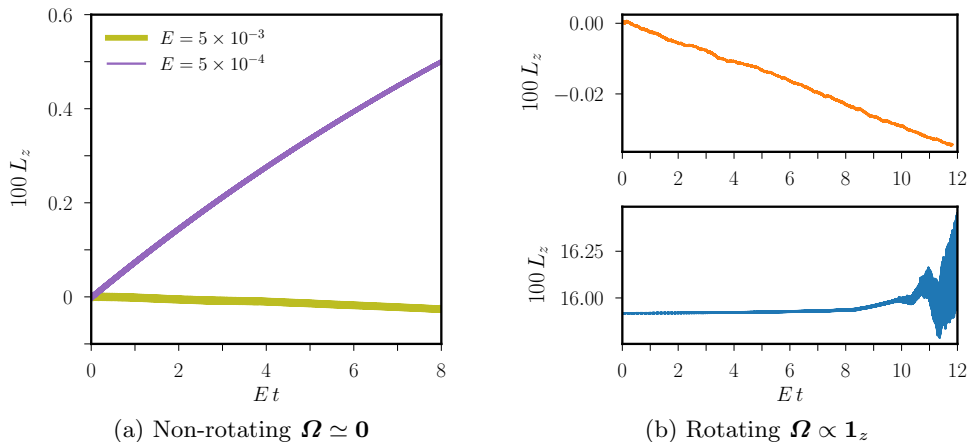 0.6
0.4
0.2
0
100 L_z
E = 5 × 10⁻³
E = 5 × 10⁻⁴
0 2 4 6 8
E t
(a) Non-rotating Ω ≃ 0
0.00
−0.02
100 L_z
0 2 4 6 8 10 12
16.25
16.00
100 L_z
0 2 4 6 8 10 12
E t
(b) Rotating Ω ∝ 1_z